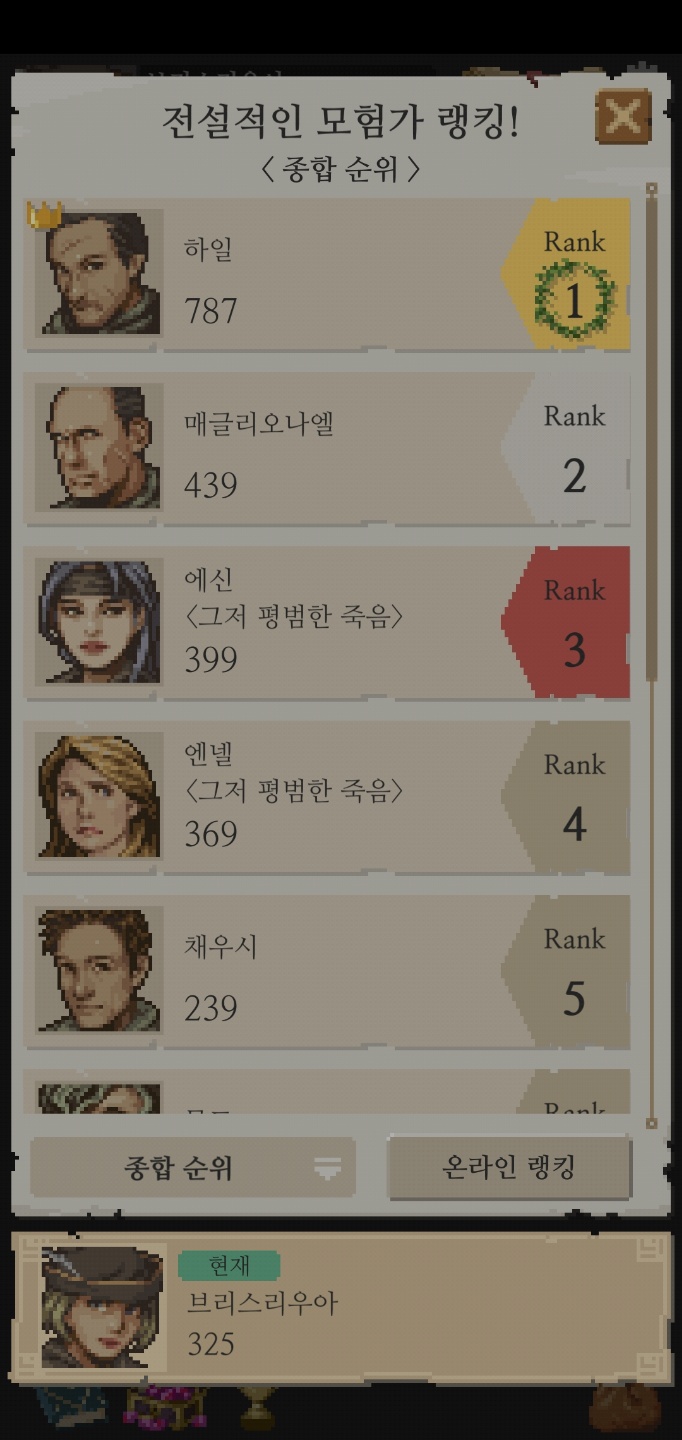 전설적인 모험가 랭킹!
〈 종합 순위 〉
하일
787
Rank
1
매글리오나엘
439
Rank
2
에신
〈그저 평범한 죽음〉
399
Rank
3
엔넬
〈그저 평범한 죽음〉
369
Rank
4
채우시
239
Rank
5
Rank
종합 순위
온라인 랭킹
현재
브리스리우아
325